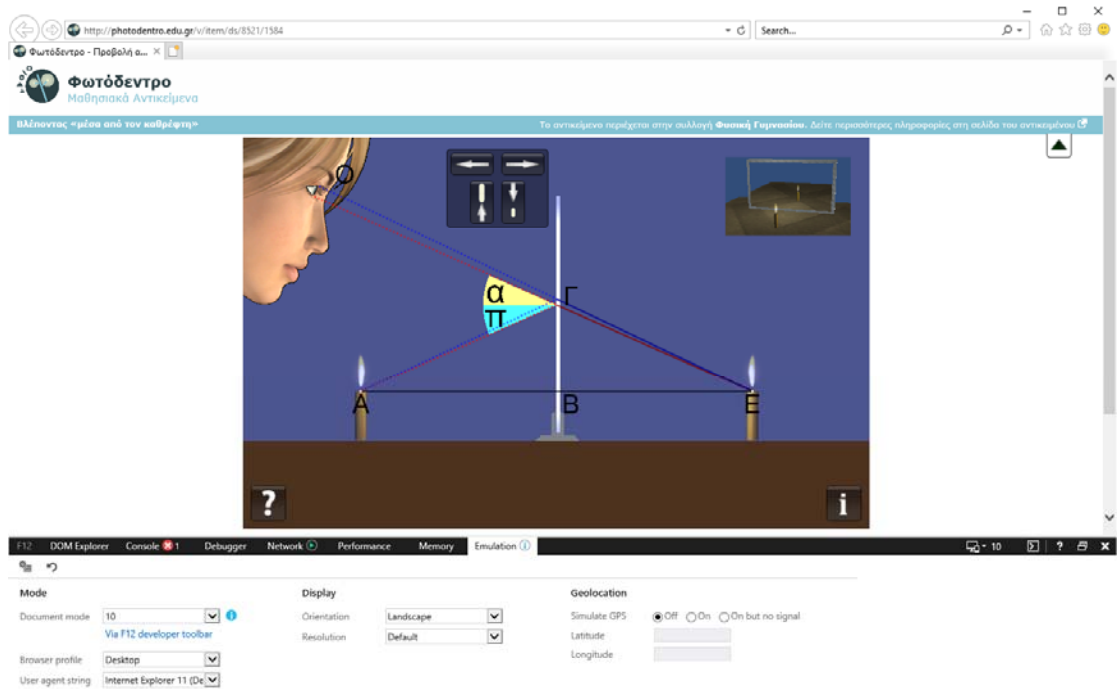 http://photodentro.edu.gr/v/item/ds/8521/1584
Search...
Φωτόδεντρο - Προβολή α...
Φωτόδεντρο
Μαθησιακά Αντικείμενα
Βλέποντας «μέσα από τον καθρέφτη»
Το αντικείμενο περιέχεται στην συλλογή Φυσική Γυμνασίου. Δείτε περισσότερες πληροφορίες στη σελίδα του αντικειμένου
Ο
α
Γ
π
Α
Β
Ε
?
i
F12 DOM Explorer Console 1 Debugger Network Performance Memory Emulation 10 ?
Mode Display Geolocation
Document mode 10 Orientation Landscape Simulate GPS Off On On but no signal
Via F12 developer toolbar Resolution Default Latitude
Longitude
Browser profile Desktop
User agent string Internet Explorer 11 (De